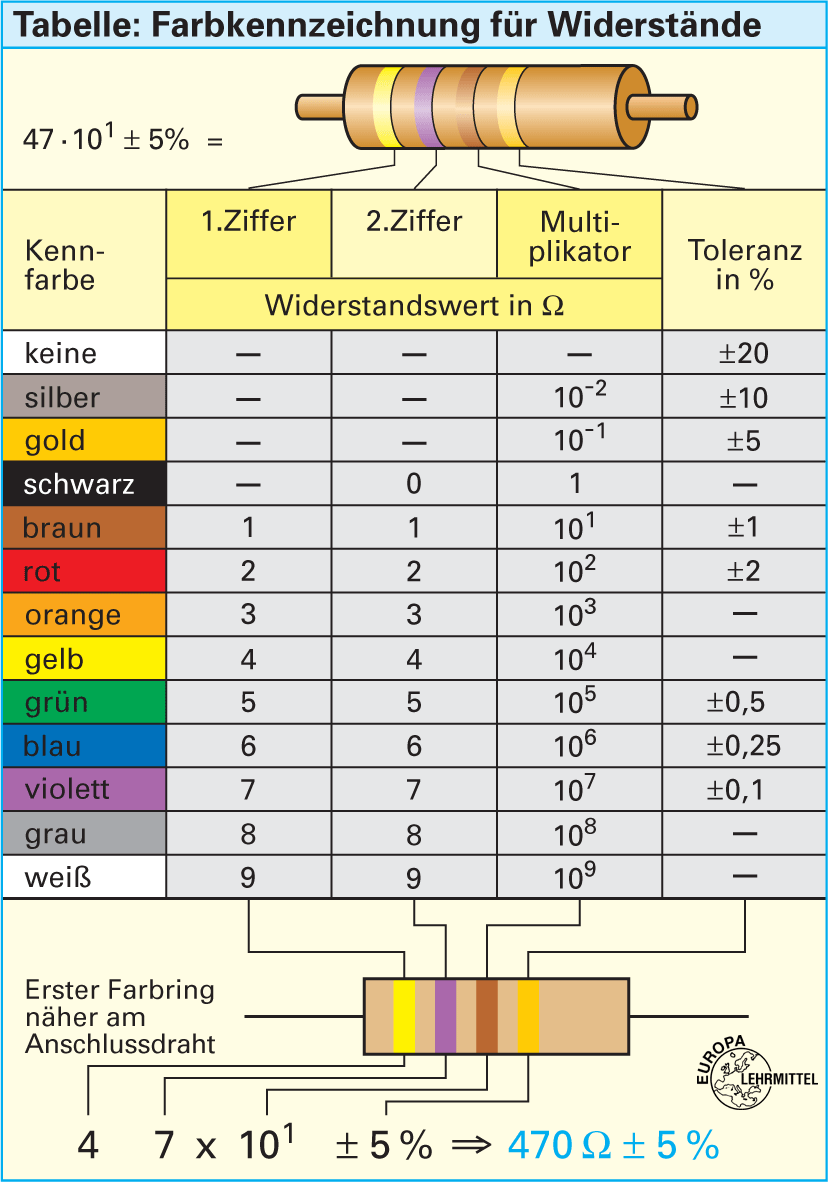 Tabelle: Farbkennzeichnung für Widerstände
47 · 10¹ ± 5% =
Kenn-
farbe
1.Ziffer
2.Ziffer
Multi-
plikator
Toleranz
in %
Widerstandswert in Ω
keine — — — ±20
silber — — 10⁻² ±10
gold — — 10⁻¹ ±5
schwarz — 0 1 —
braun 1 1 10¹ ±1
rot 2 2 10² ±2
orange 3 3 10³ —
gelb 4 4 10⁴ —
grün 5 5 10⁵ ±0,5
blau 6 6 10⁶ ±0,25
violett 7 7 10⁷ ±0,1
grau 8 8 10⁸ —
weiß 9 9 10⁹ —
Erster Farbring
näher am
Anschlussdraht
EUROPA
LEHRMITTEL
4 7 x 10¹ ± 5 % ⇒ 470 Ω ± 5 %